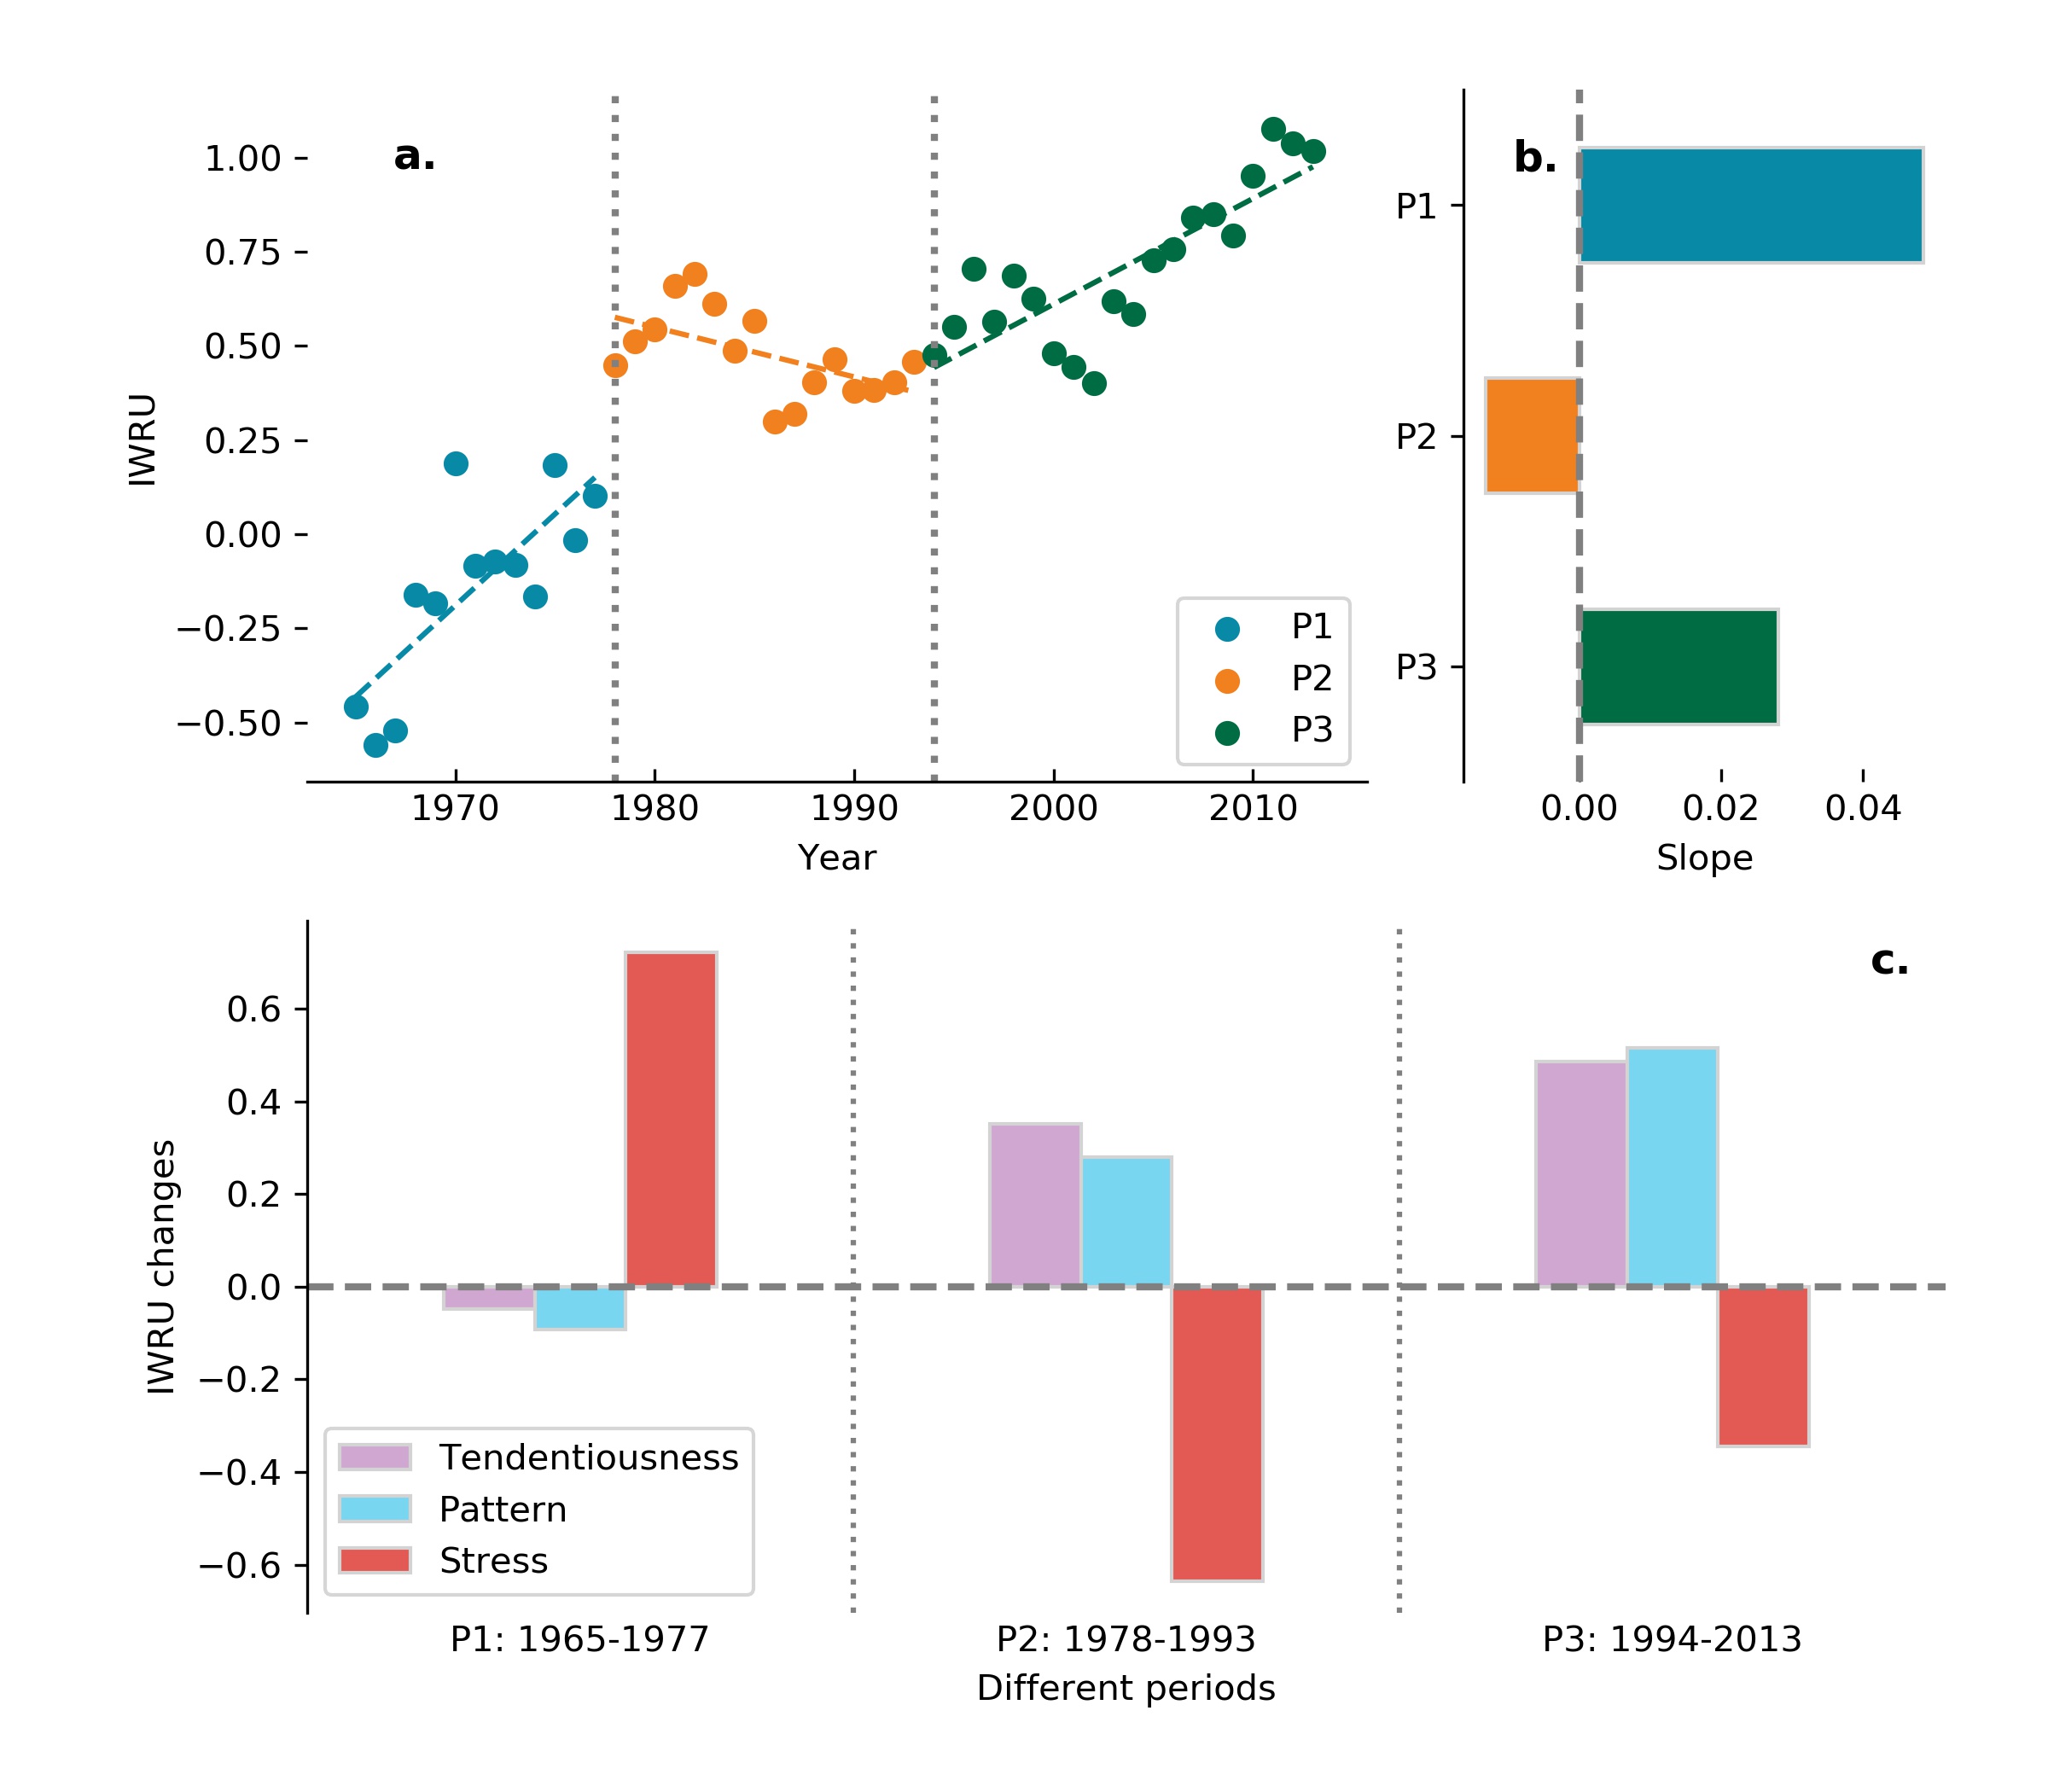 a.
1.00
0.75
0.50
0.25
0.00
−0.25
−0.50
IWRU
1970 1980 1990 2000 2010
Year
P1
P2
P3
b.
P1
P2
P3
0.00 0.02 0.04
Slope
c.
0.6
0.4
0.2
0.0
−0.2
−0.4
−0.6
IWRU changes
Tendentiousness
Pattern
Stress
P1: 1965-1977 P2: 1978-1993 P3: 1994-2013
Different periods